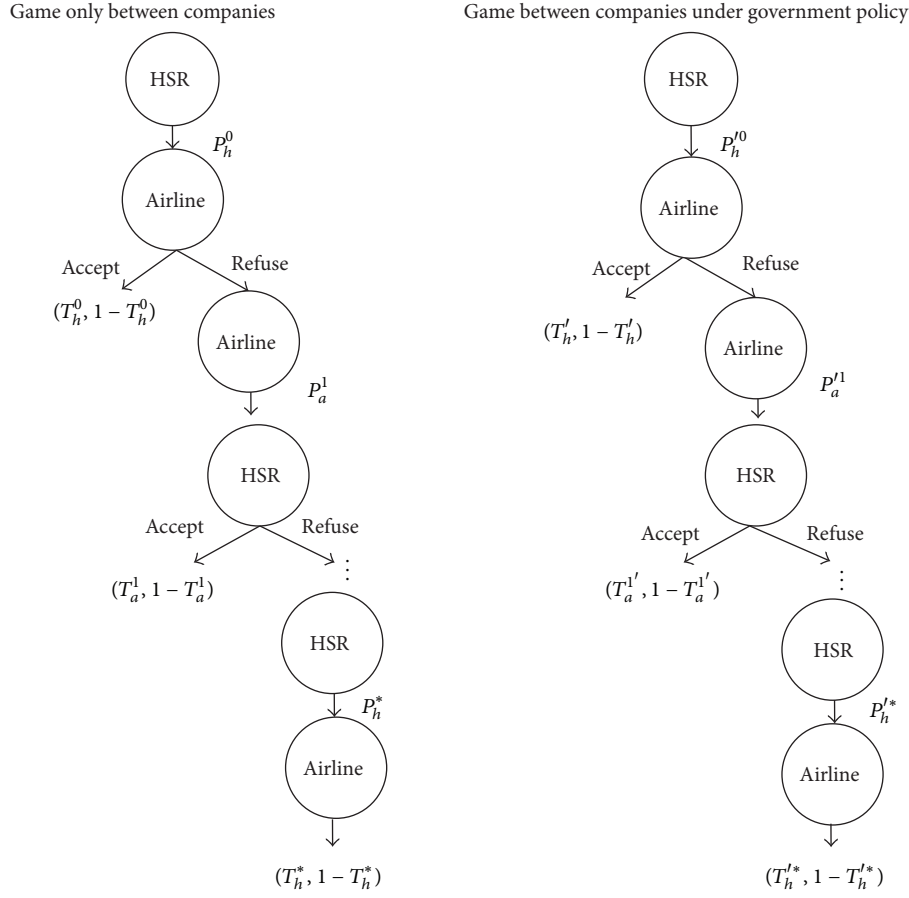 Game only between companies
HSR
P_h^0
Airline
Accept
Refuse
(T_h^0, 1 – T_h^0)
Airline
P_a^1
HSR
Accept
Refuse
(T_a^1, 1 – T_a^1)
⋮
HSR
P_h^*
Airline
(T_h^*, 1 – T_h^*)
Game between companies under government policy
HSR
P_h^{′0}
Airline
Accept
Refuse
(T_h^′, 1 – T_h^′)
Airline
P_a^{′1}
HSR
Accept
Refuse
(T_a^{1′}, 1 – T_a^{1′})
⋮
HSR
P_h^{′*}
Airline
(T_h^{′*}, 1 – T_h^{′*})